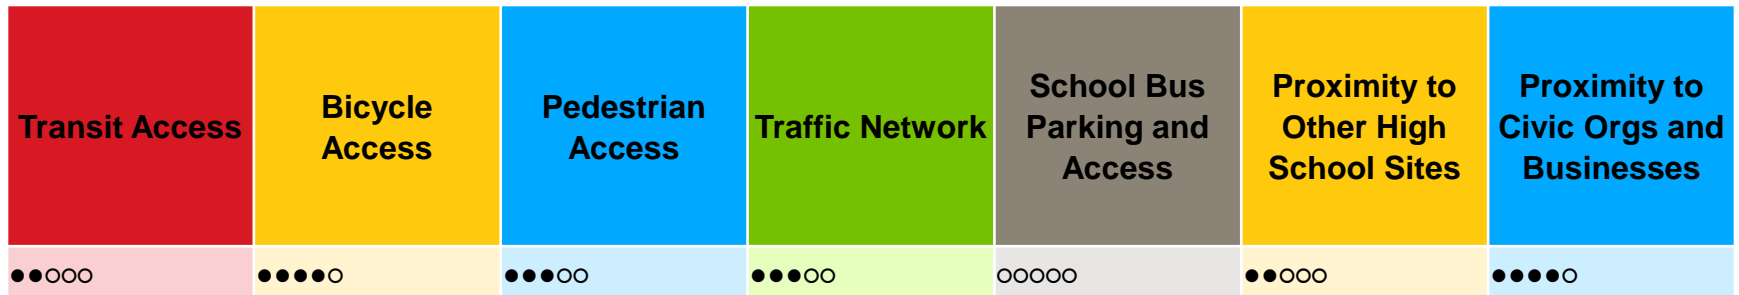 Transit Access
Bicycle
Access
Pedestrian
Access
Traffic Network
School Bus
Parking and
Access
Proximity to
Other High
School Sites
Proximity to
Civic Orgs and
Businesses
●●○○○
●●●●○
●●●○○
●●●○○
○○○○○
●●○○○
●●●●○